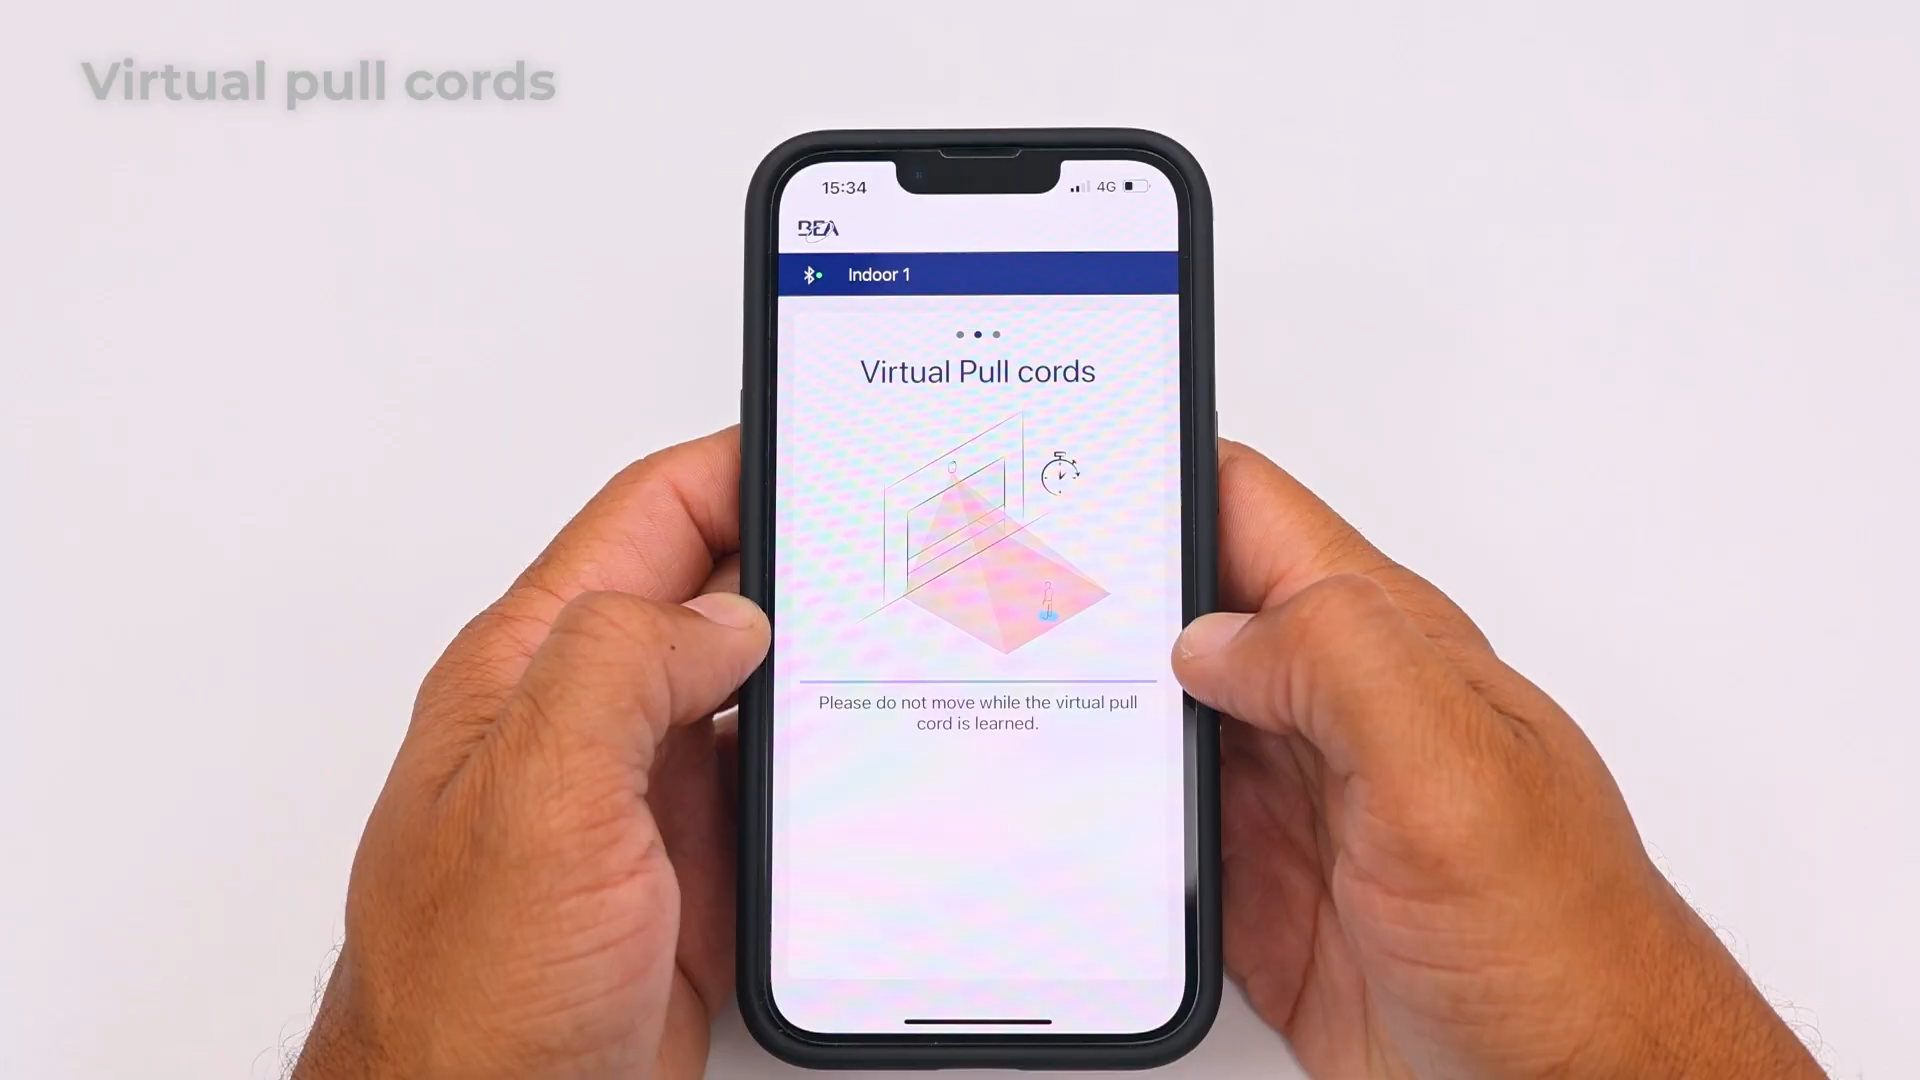 Virtual pull cords
15:34
4G
BEA
Indoor 1
Virtual Pull cords
Please do not move while the virtual pull
cord is learned.